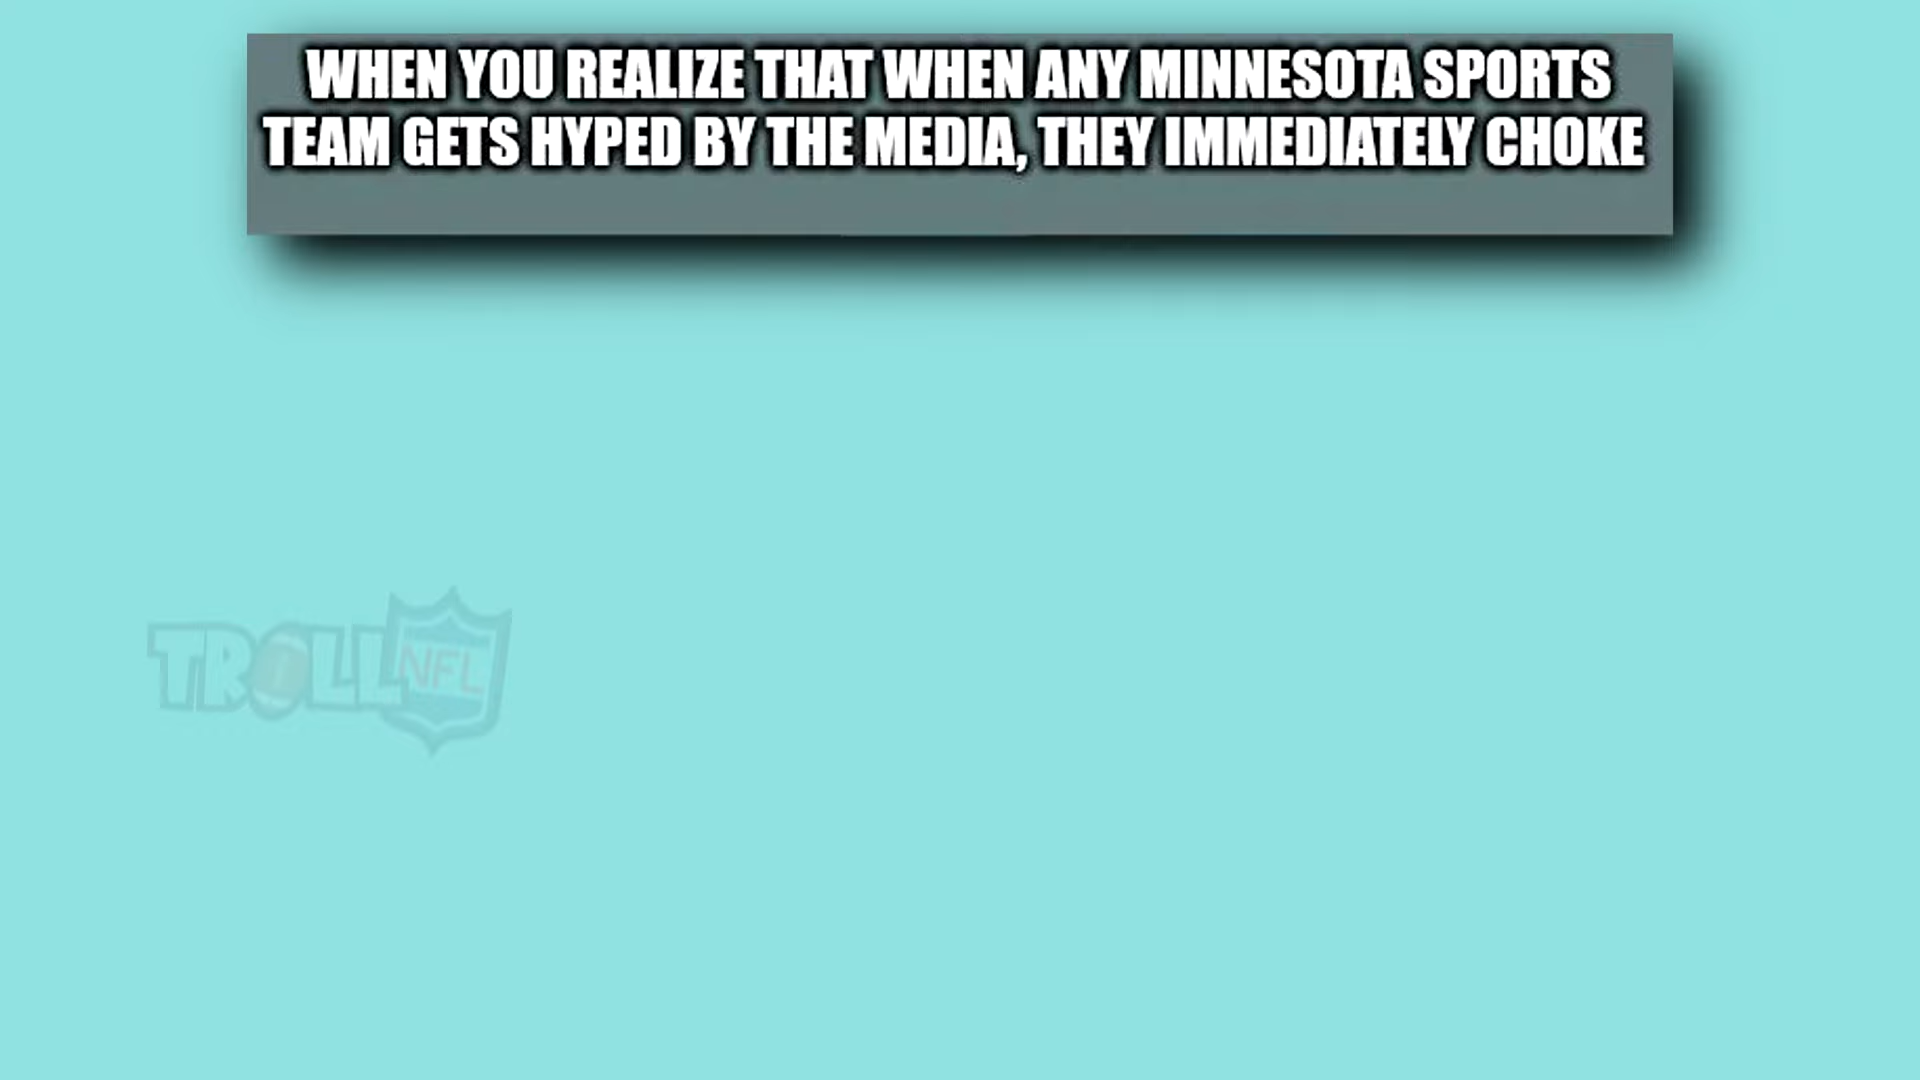 WHEN YOU REALIZE THAT WHEN ANY MINNESOTA SPORTS
TEAM GETS HYPED BY THE MEDIA, THEY IMMEDIATELY CHOKE
TROLL NFL